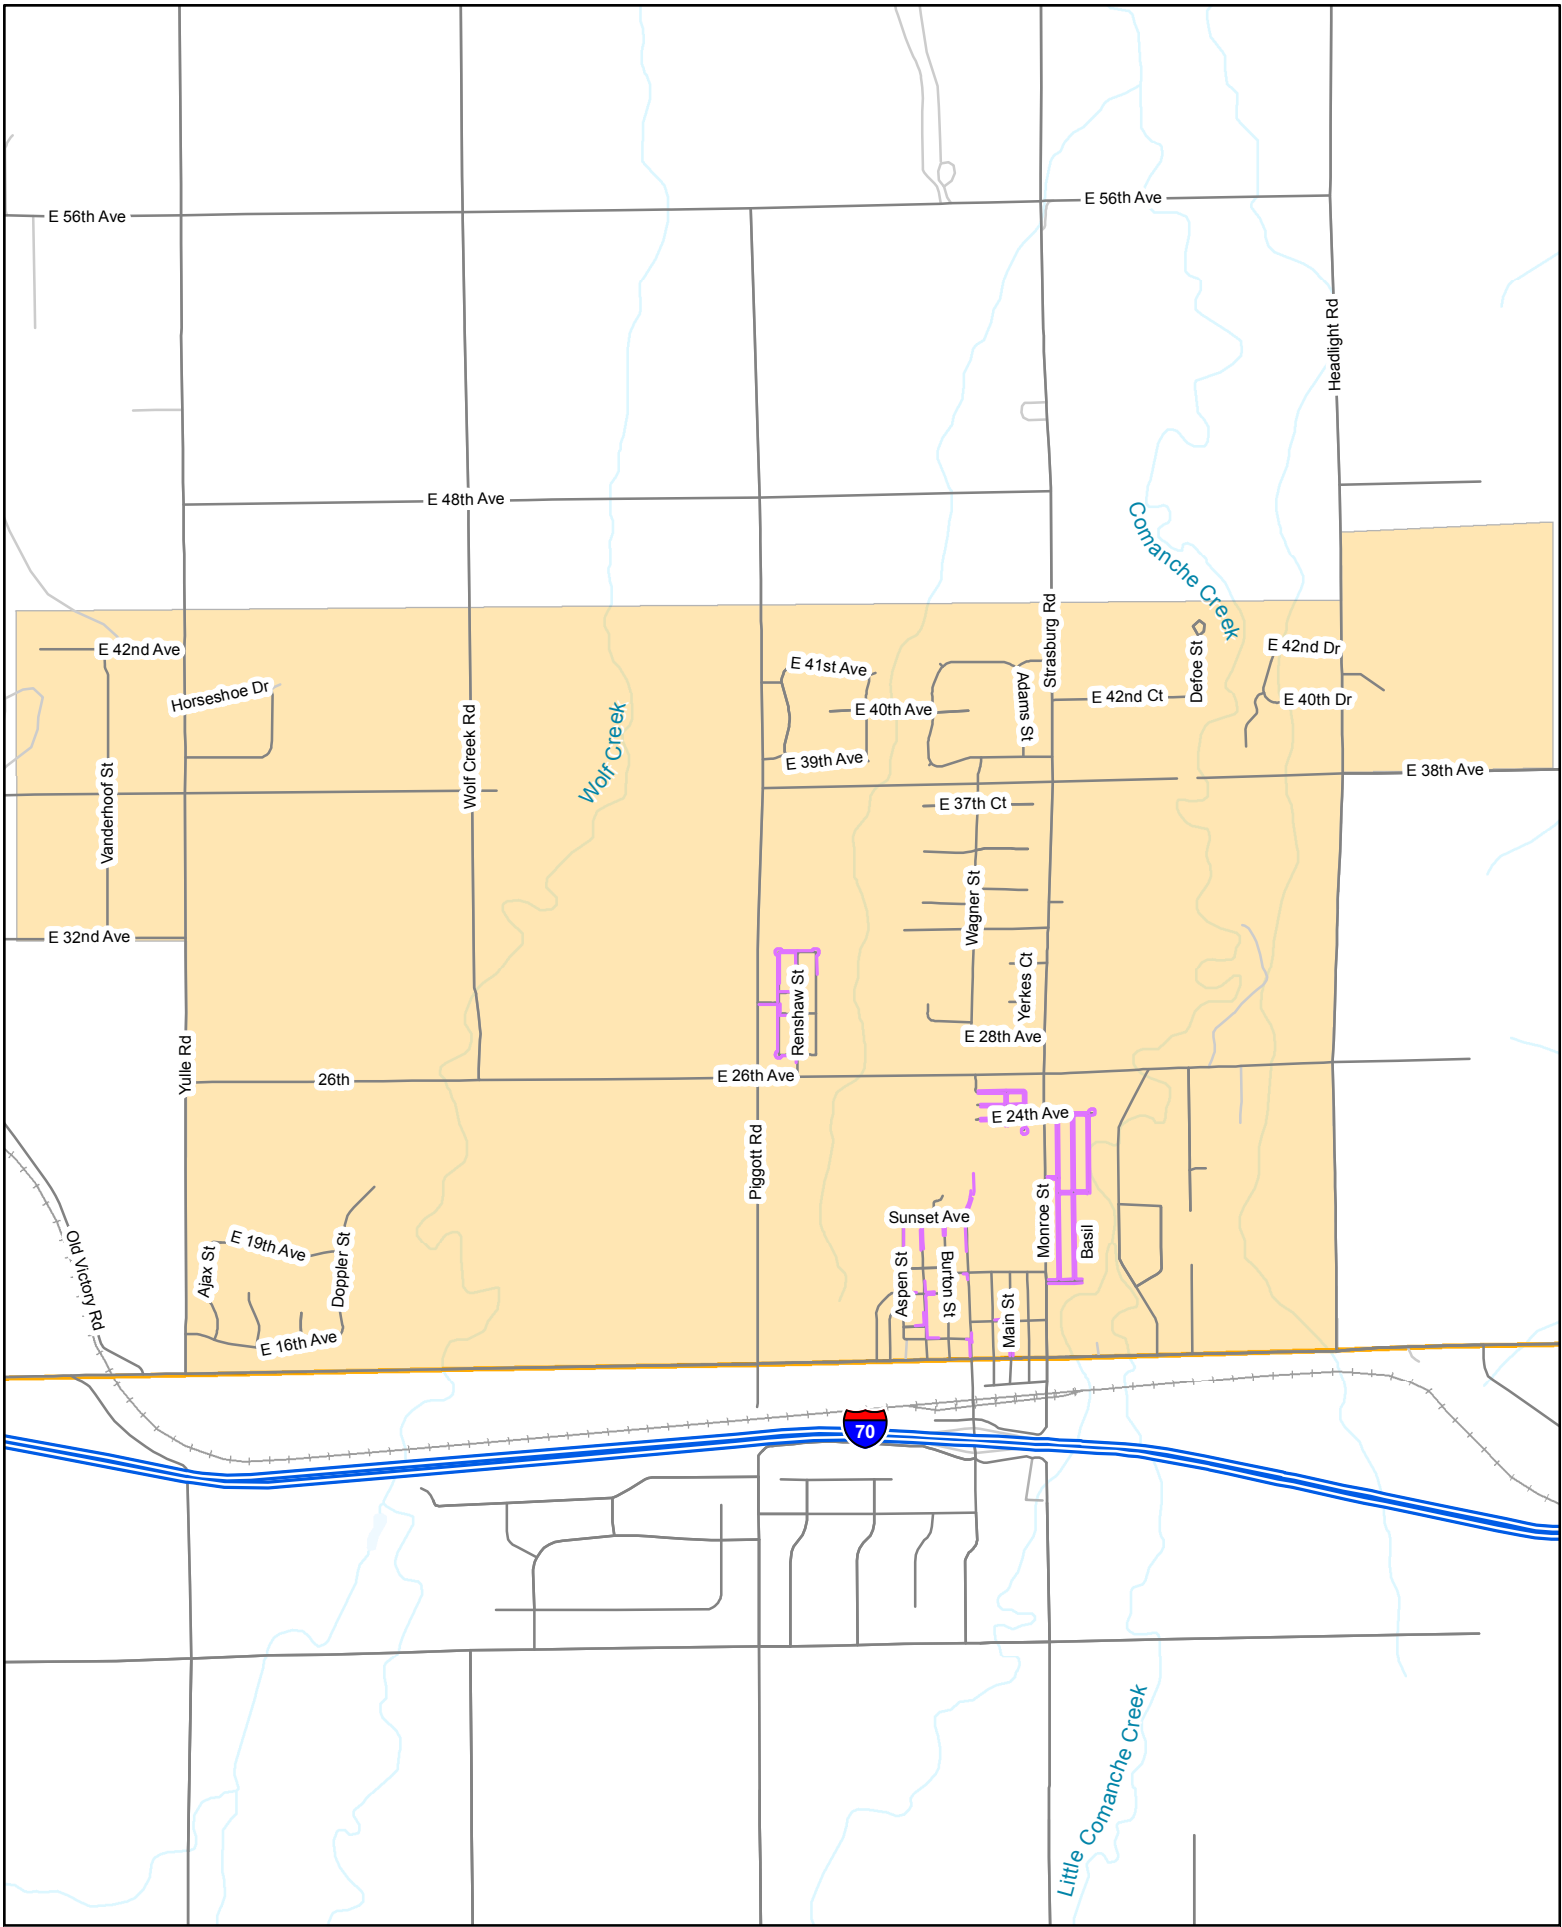 E 56th Ave
E 56th Ave
Headlight Rd
E 48th Ave
Comanche Creek
Strasburg Rd
E 42nd Ave
E 41st Ave
Defoe St
E 42nd Dr
Horseshoe Dr
Adams St
E 42nd Ct
E 40th Dr
E 40th Ave
Wolf Creek Rd
Wolf Creek
E 39th Ave
E 38th Ave
Vanderhoof St
E 37th Ct
Wagner St
E 32nd Ave
Renshaw St
Yerkes Ct
E 28th Ave
Yulle Rd
26th
E 26th Ave
E 24th Ave
Piggott Rd
Sunset Ave
Monroe St
Basil
Old Victory Rd
Ajax St
E 19th Ave
Doppler St
Aspen St
Burton St
Main St
E 16th Ave
70
Little Comanche Creek